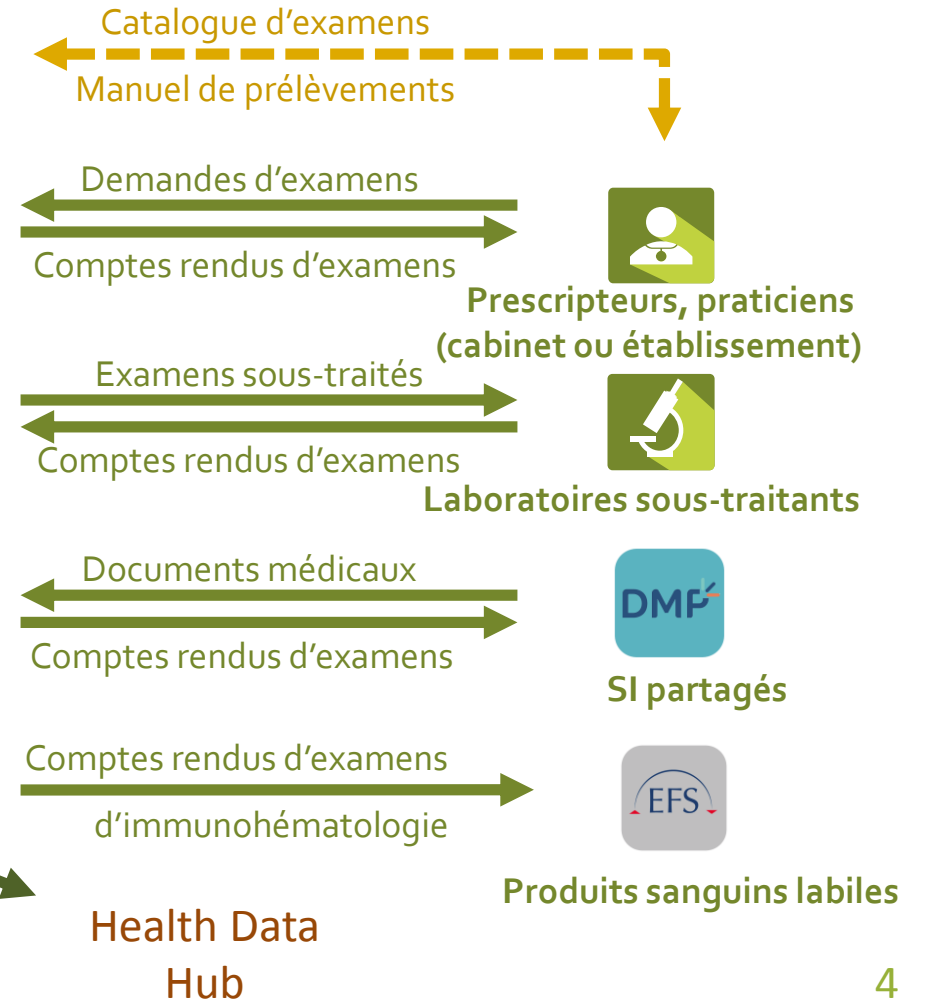 Catalogue d’examens
Manuel de prélèvements
Demandes d’examens
Comptes rendus d’examens
Prescripteurs, praticiens
(cabinet ou établissement)
Examens sous-traités
Comptes rendus d’examens
Laboratoires sous-traitants
Documents médicaux
DMP
Comptes rendus d’examens
SI partagés
Comptes rendus d’examens
d’immunohématologie
EFS
Produits sanguins labiles
Health Data
Hub
4